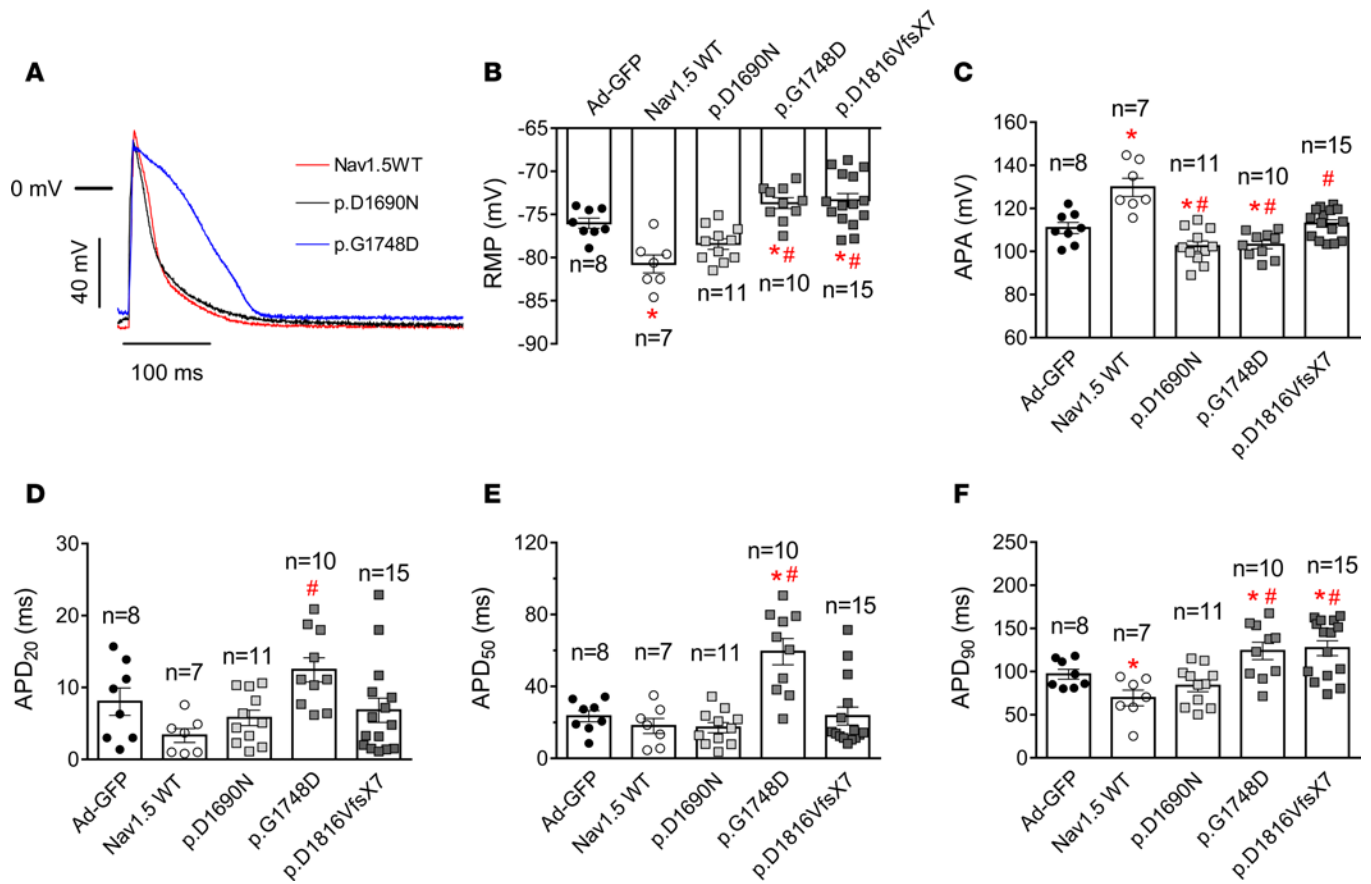 A
Nav1.5WT
p.D1690N
p.G1748D
0 mV
40 mV
100 ms
B
Ad-GFP
Nav1.5 WT
p.D1690N
p.G1748D
p.D1816VfsX7
RMP (mV)
-65
-70
-75
-80
-85
-90
n=8
*
n=7
n=11
*#
n=10
*#
n=15
C
APA (mV)
160
140
120
100
80
60
n=8
n=7
*
n=11
*#
n=10
*#
n=15
#
Ad-GFP
Nav1.5 WT
p.D1690N
p.G1748D
p.D1816VfsX7
D
APD20 (ms)
30
20
10
0
n=8
n=7
n=11
n=10
#
n=15
Ad-GFP
Nav1.5 WT
p.D1690N
p.G1748D
p.D1816VfsX7
E
APD50 (ms)
120
80
40
0
n=8
n=7
n=11
n=10
*#
n=15
Ad-GFP
Nav1.5 WT
p.D1690N
p.G1748D
p.D1816VfsX7
F
APD90 (ms)
250
200
150
100
50
0
n=8
n=7
*
n=11
n=10
*#
n=15
*#
Ad-GFP
Nav1.5 WT
p.D1690N
p.G1748D
p.D1816VfsX7